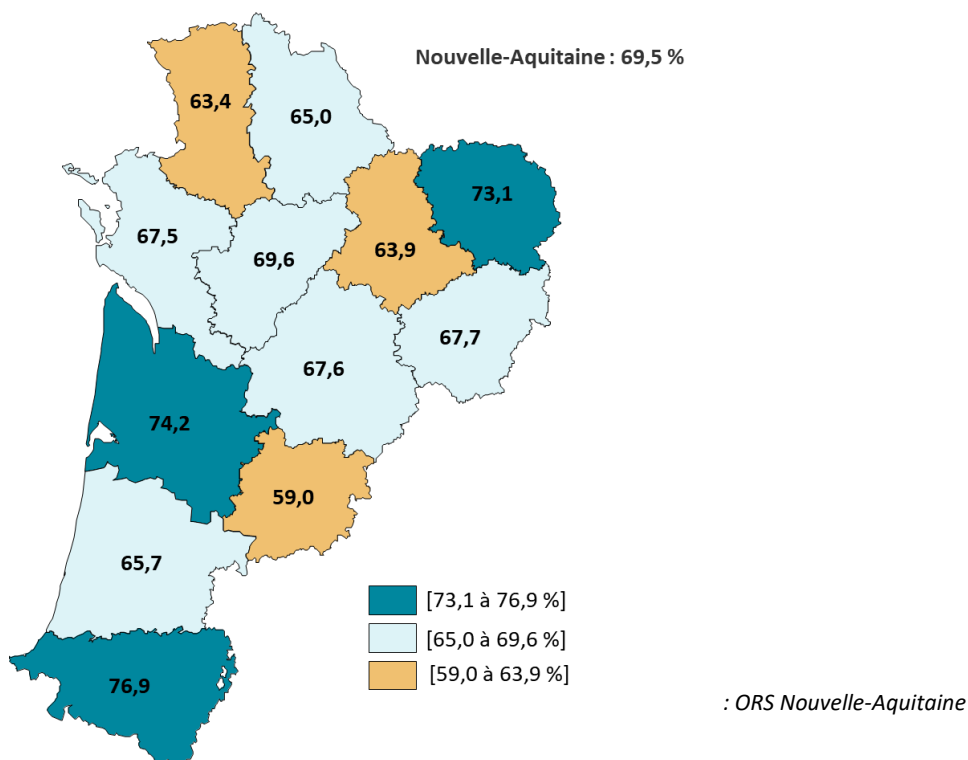 Nouvelle-Aquitaine : 69,5 %
63,4
65,0
73,1
67,5
69,6
63,9
67,7
67,6
74,2
59,0
65,7
76,9
[73,1 à 76,9 %]
[65,0 à 69,6 %]
[59,0 à 63,9 %]
: ORS Nouvelle-Aquitaine